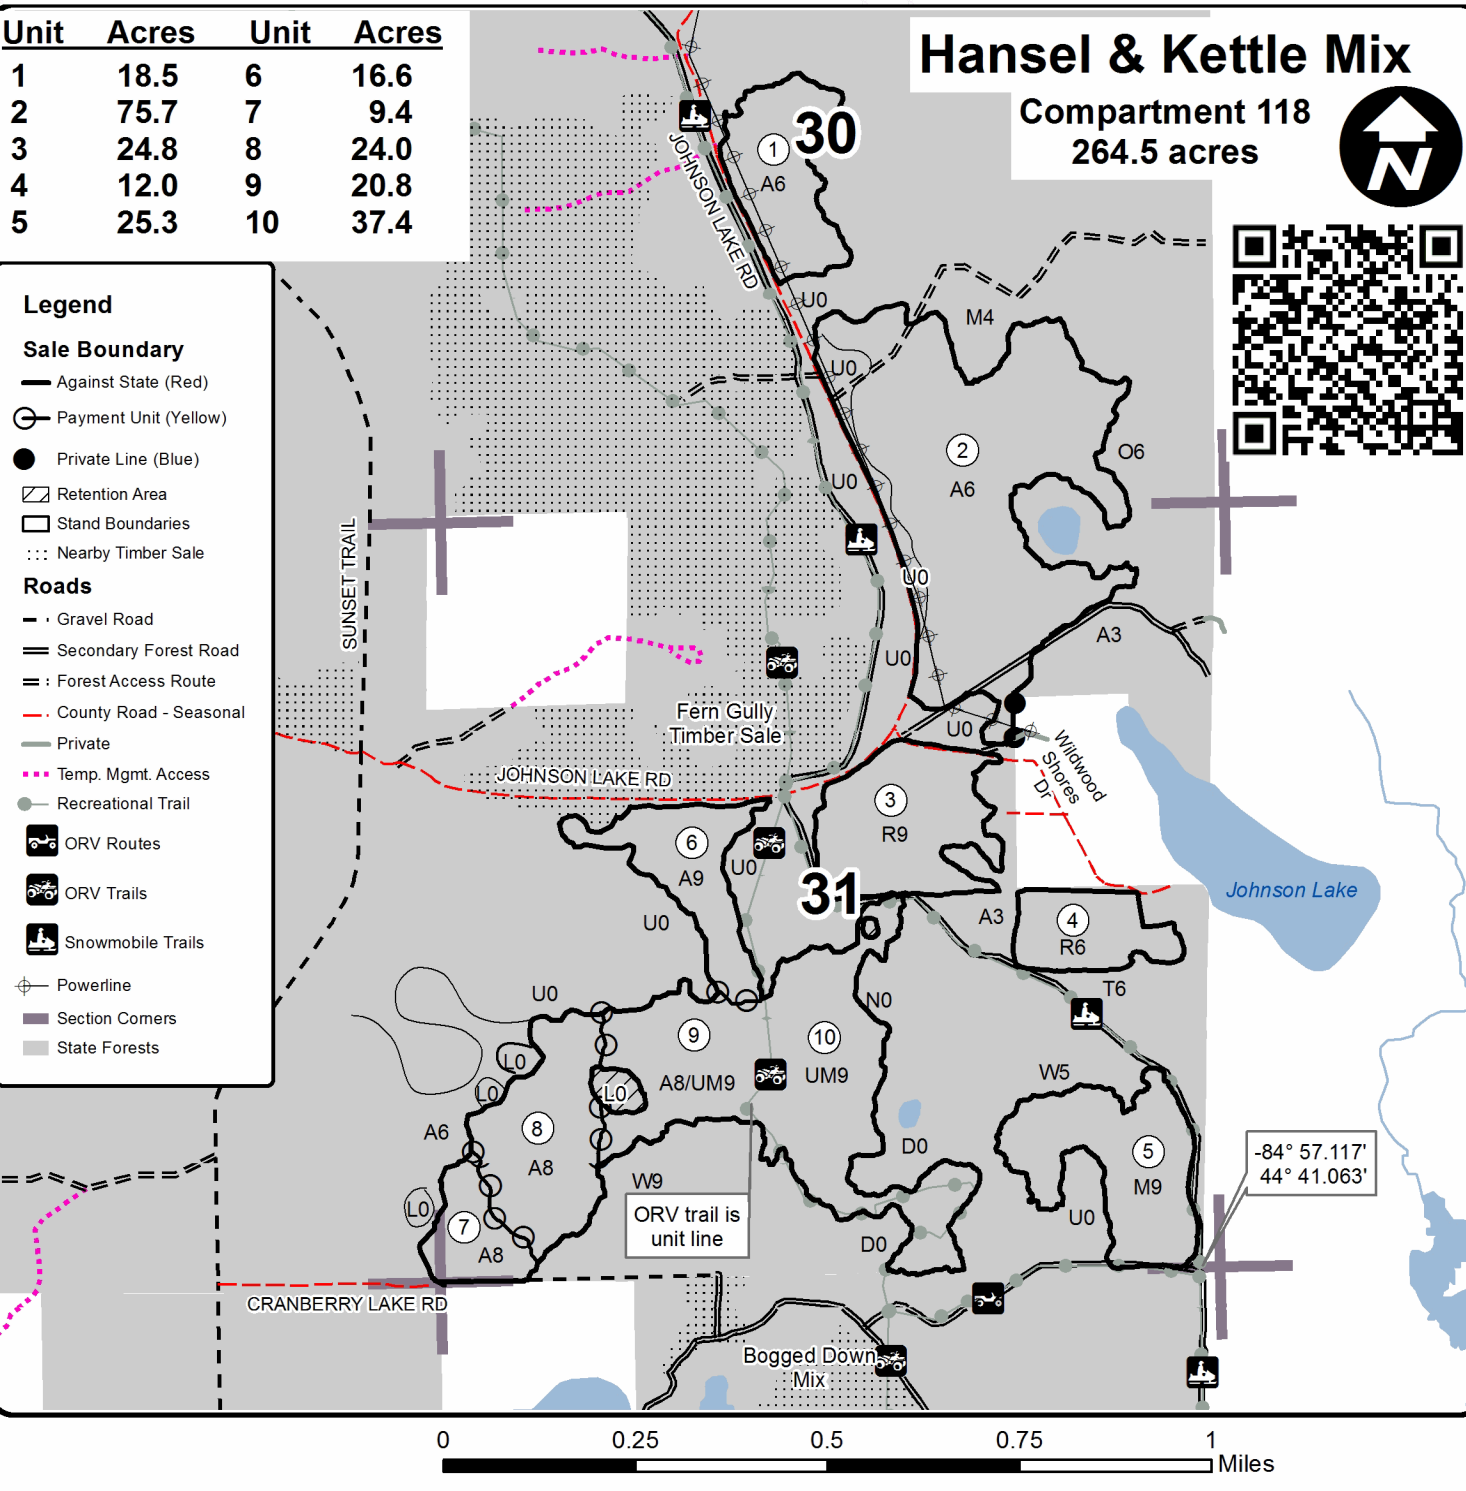 Unit Acres Unit Acres
1 18.5 6 16.6
2 75.7 7 9.4
3 24.8 8 24.0
4 12.0 9 20.8
5 25.3 10 37.4
Hansel & Kettle Mix
Compartment 118
264.5 acres
N
Legend
Sale Boundary
Against State (Red)
Payment Unit (Yellow)
Private Line (Blue)
Retention Area
Stand Boundaries
Nearby Timber Sale
Roads
Gravel Road
Secondary Forest Road
Forest Access Route
County Road - Seasonal
Private
Temp. Mgmt. Access
Recreational Trail
ORV Routes
ORV Trails
Snowmobile Trails
Powerline
Section Corners
State Forests
30
1
A6
JOHNSON LAKE RD
U0
M4
U0
2
A6
O6
U0
SUNSET TRAIL
U0
A3
U0
Fern Gully
Timber Sale
U0
Wildwood
Shores
Dr
JOHNSON LAKE RD
3
R9
6
A9
U0
31
Johnson Lake
U0
A3
4
R6
U0
N0
T6
9
10
L0
A8/UM9
UM9
W5
L0
L0
A6
8
A8
D0
5
M9
-84° 57.117'
44° 41.063'
W9
L0
7
A8
ORV trail is
unit line
U0
D0
CRANBERRY LAKE RD
Bogged Down
Mix
0 0.25 0.5 0.75 1
Miles